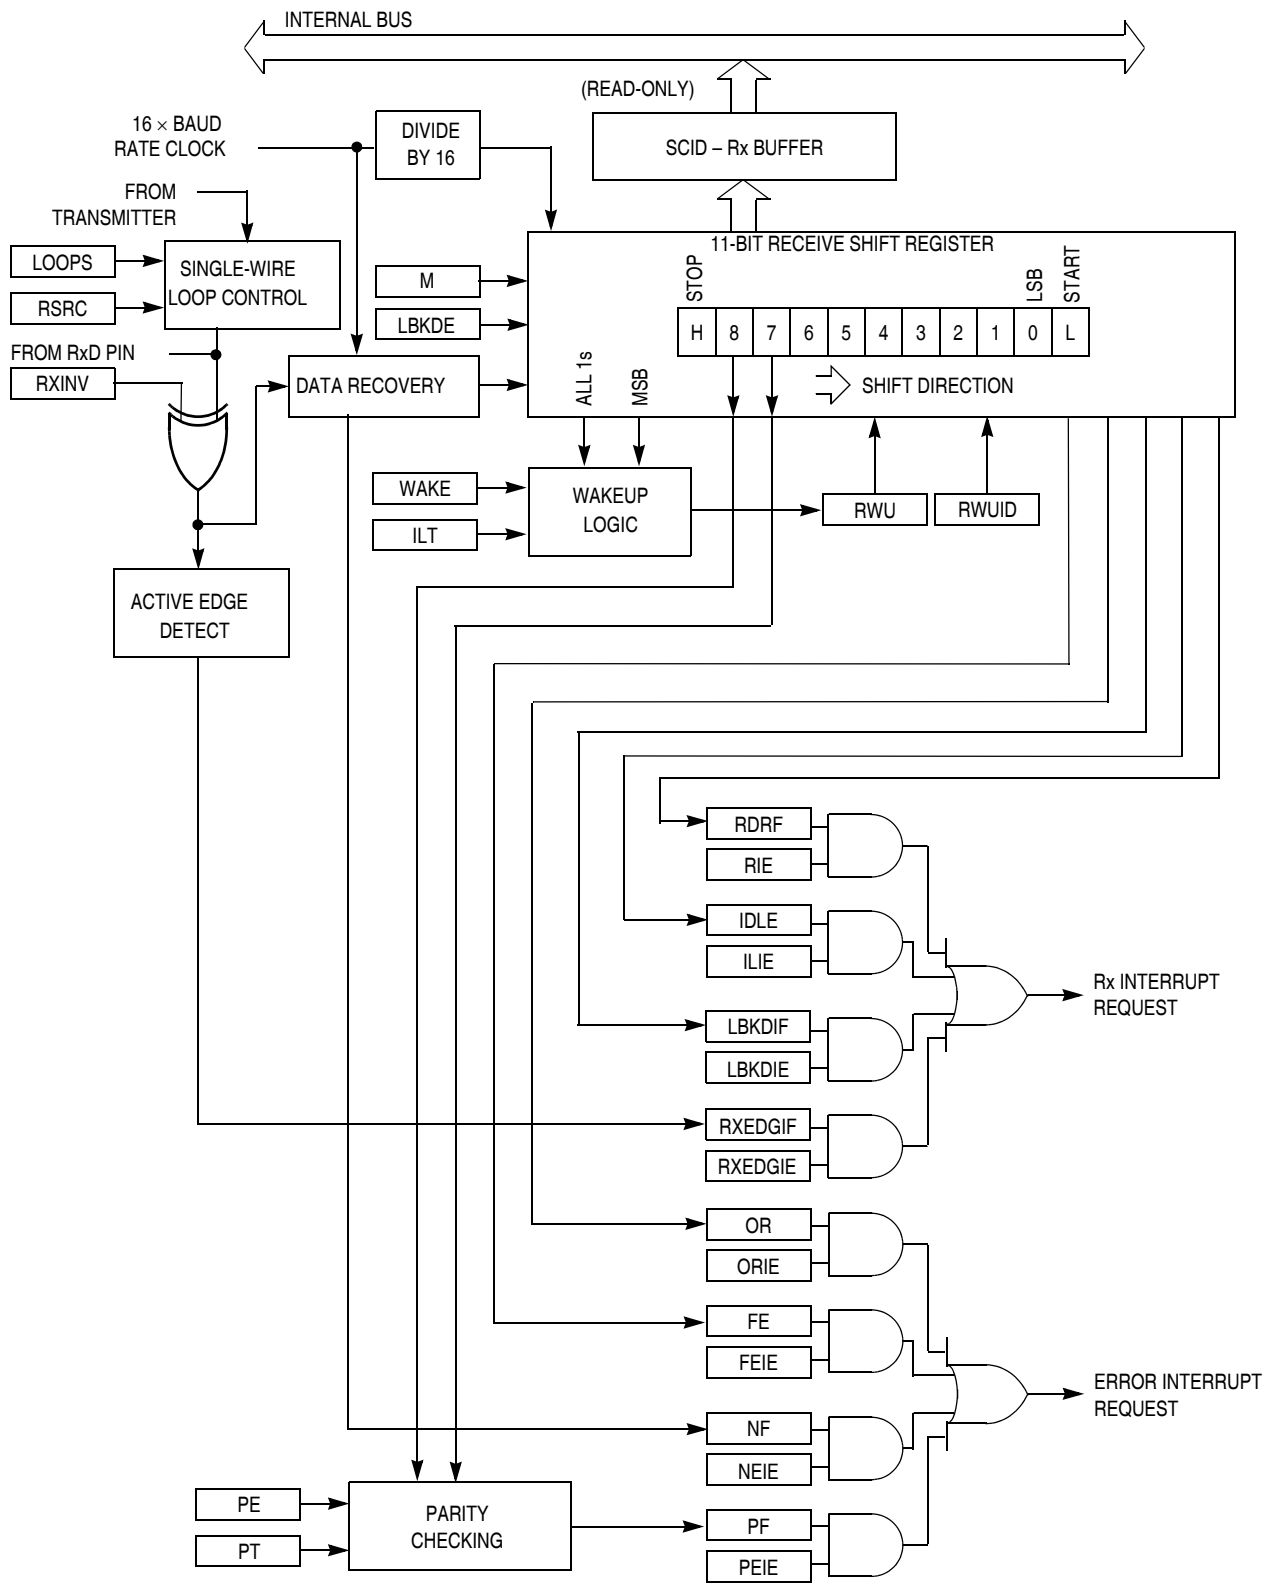 INTERNAL BUS
(READ-ONLY)
16 × BAUD
RATE CLOCK
DIVIDE
BY 16
SCID – Rx BUFFER
FROM
TRANSMITTER
11-BIT RECEIVE SHIFT REGISTER
LOOPS
RSRC
SINGLE-WIRE
LOOP CONTROL
M
LBKDE
STOP
LSB
START
H 8 7 6 5 4 3 2 1 0 L
FROM RxD PIN
RXINV
DATA RECOVERY
ALL 1s
MSB
SHIFT DIRECTION
WAKE
ILT
WAKEUP
LOGIC
RWU
RWUID
ACTIVE EDGE
DETECT
RDRF
RIE
IDLE
ILIE
Rx INTERRUPT
REQUEST
LBKDIF
LBKDIE
RXEDGIF
RXEDGIE
OR
ORIE
FE
FEIE
ERROR INTERRUPT
REQUEST
NF
NEIE
PE
PT
PARITY
CHECKING
PF
PEIE